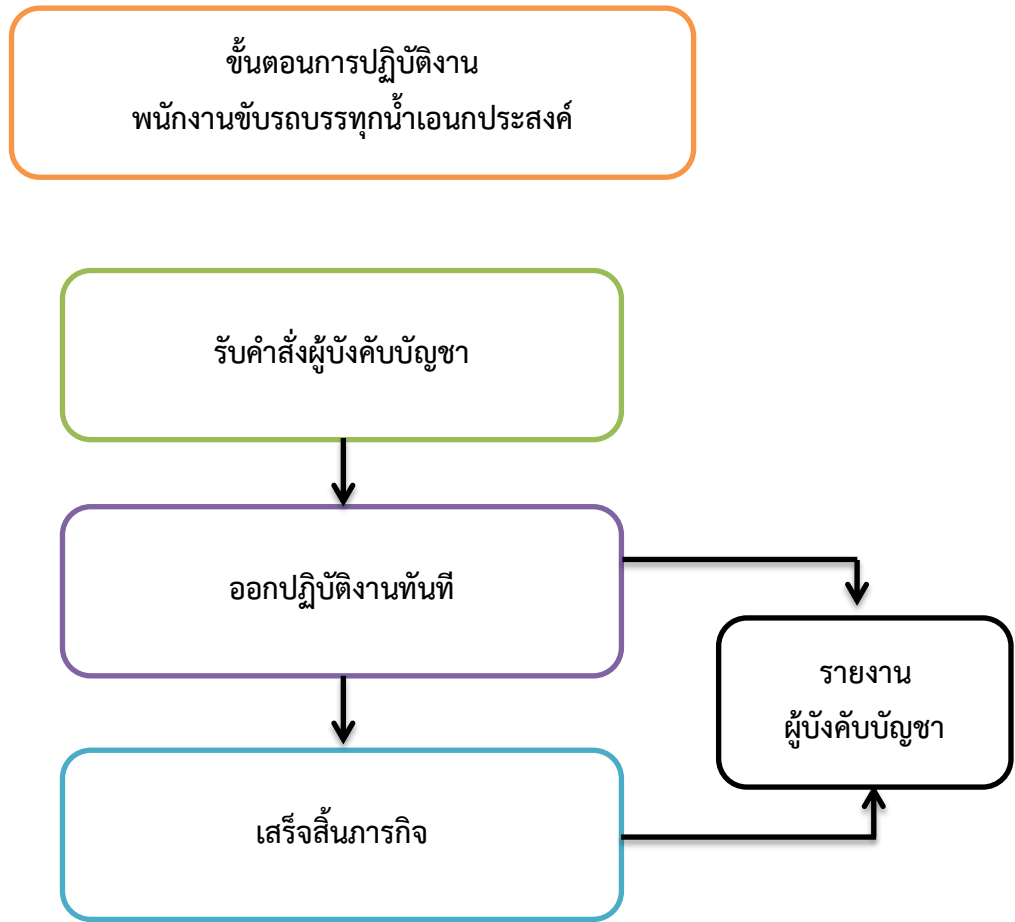 ขั้นตอนการปฏิบัติงาน
พนักงานขับรถบรรทุกน้ำเอนกประสงค์
รับคำสั่งผู้บังคับบัญชา
ออกปฏิบัติงานทันที
รายงาน
ผู้บังคับบัญชา
เสร็จสิ้นภารกิจ